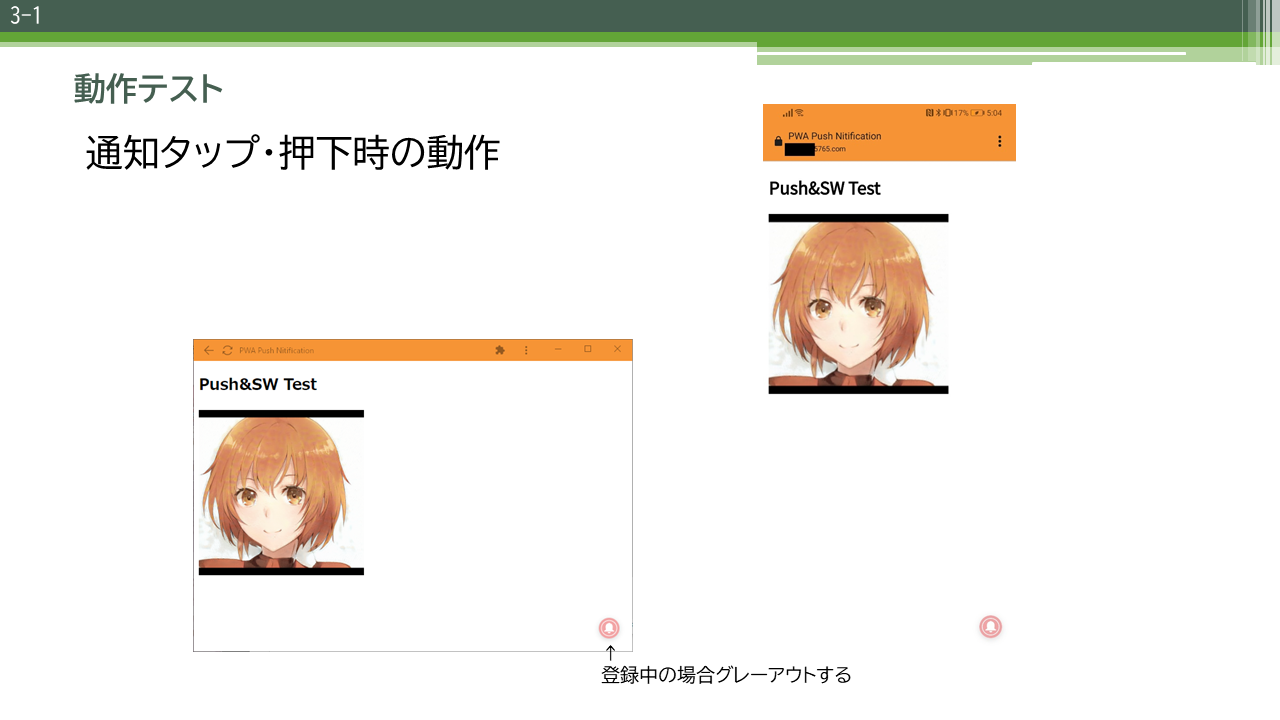 3-1
動作テスト
通知タップ・押下時の動作
17% 5:04
PWA Push Nitification
5765.com
Push&SW Test
PWA Push Nitification
Push&SW Test
↑
登録中の場合グレーアウトする